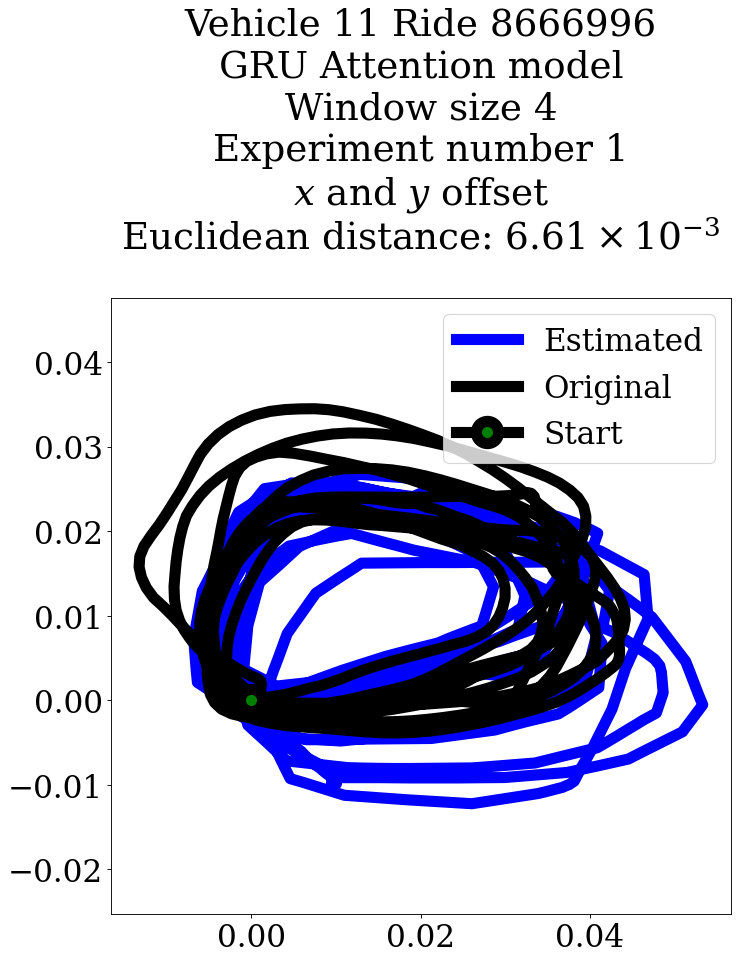 Vehicle 11 Ride 8666996
GRU Attention model
Window size 4
Experiment number 1
x and y offset
Euclidean distance: 6.61 × 10⁻³
Estimated
Original
Start
0.04
0.03
0.02
0.01
0.00
−0.01
−0.02
0.00 0.02 0.04